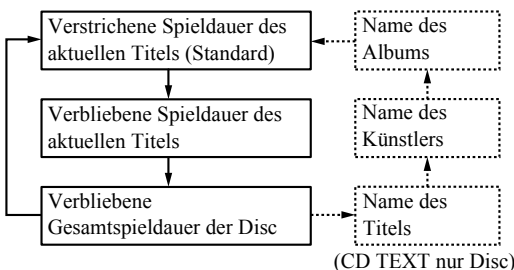 Verstrichene Spieldauer des
aktuellen Titels (Standard)
Verbliebene Spieldauer des
aktuellen Titels
Verbliebene
Gesamtspieldauer der Disc
Name des
Albums
Name des
Künstlers
Name des
Titels
(CD TEXT nur Disc)